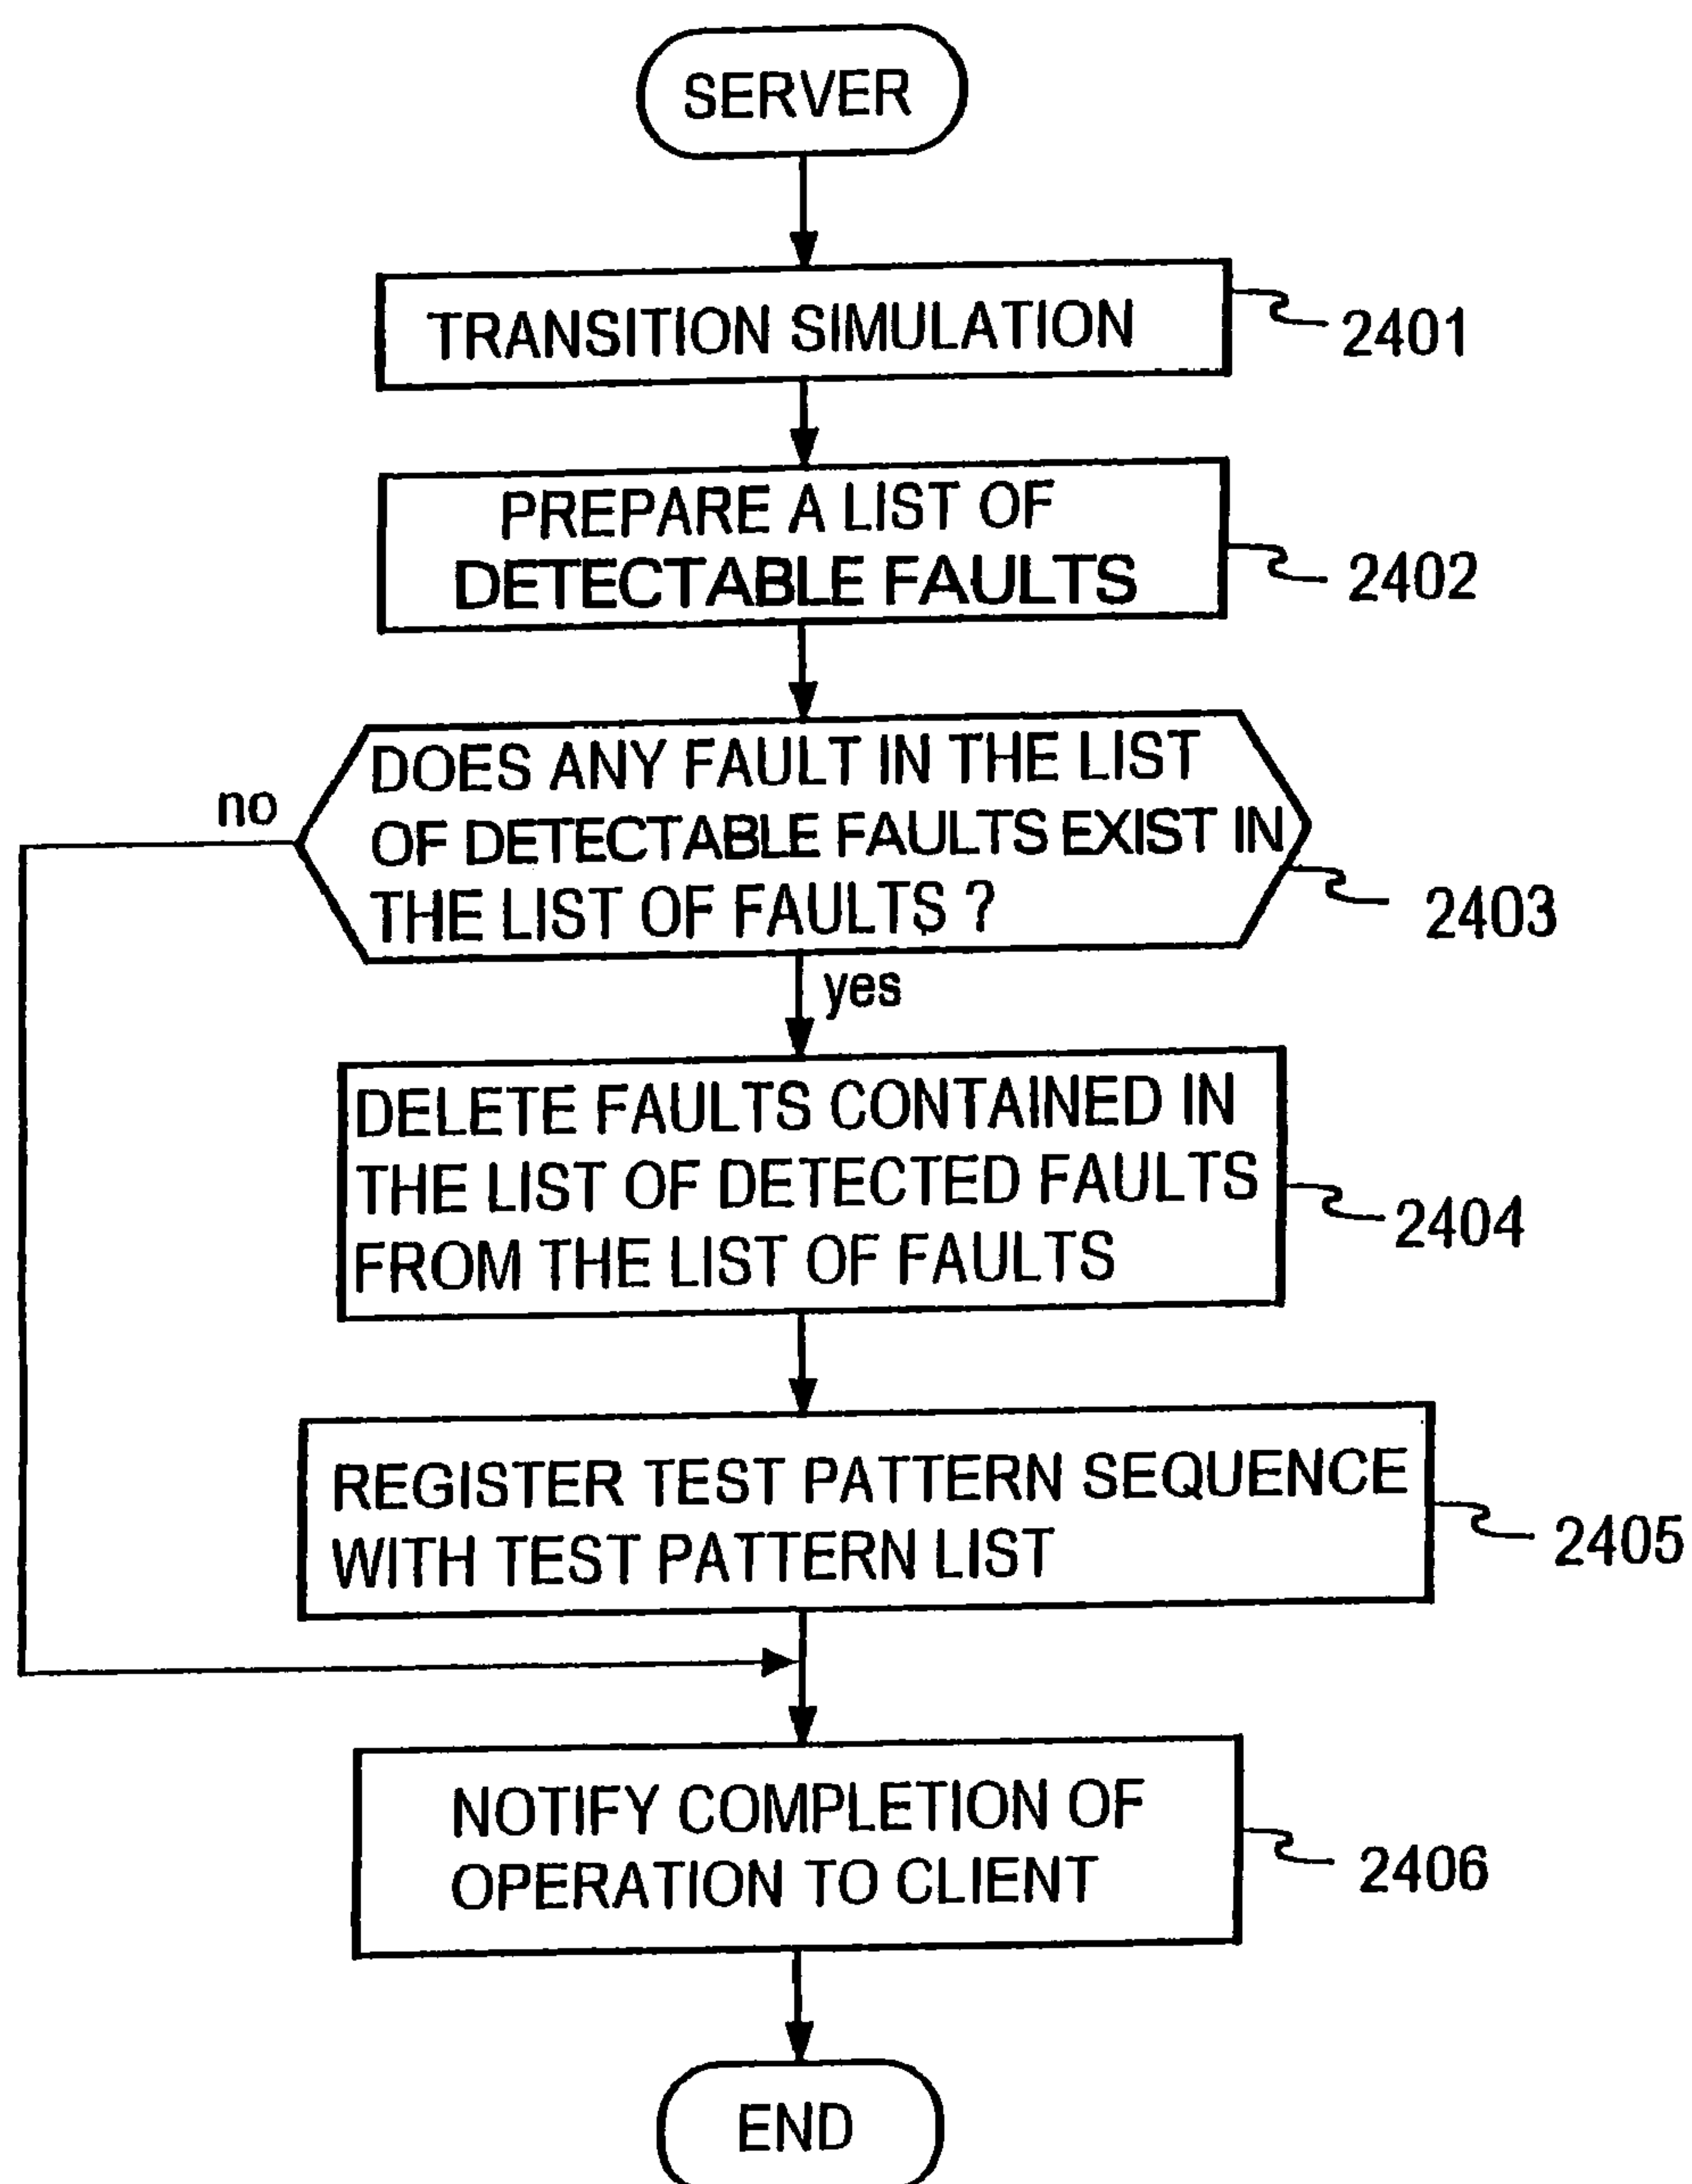 SERVER
TRANSITION SIMULATION
2401
PREPARE A LIST OF
DETECTABLE FAULTS
2402
DOES ANY FAULT IN THE LIST
OF DETECTABLE FAULTS EXIST IN
THE LIST OF FAULTS ?
2403
no
yes
DELETE FAULTS CONTAINED IN
THE LIST OF DETECTED FAULTS
FROM THE LIST OF FAULTS
2404
REGISTER TEST PATTERN SEQUENCE
WITH TEST PATTERN LIST
2405
NOTIFY COMPLETION OF
OPERATION TO CLIENT
2406
END